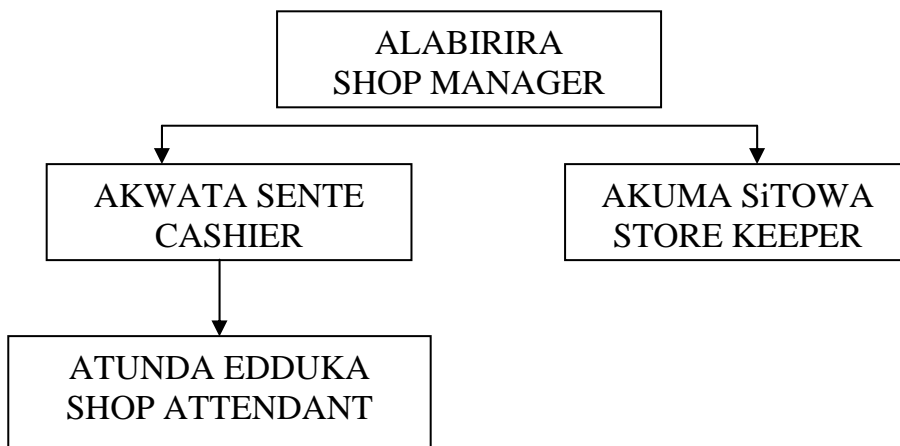 ALABIRIRA
SHOP MANAGER
AKWATA SENTE
CASHIER
AKUMA SiTOWA
STORE KEEPER
ATUNDA EDDUKA
SHOP ATTENDANT